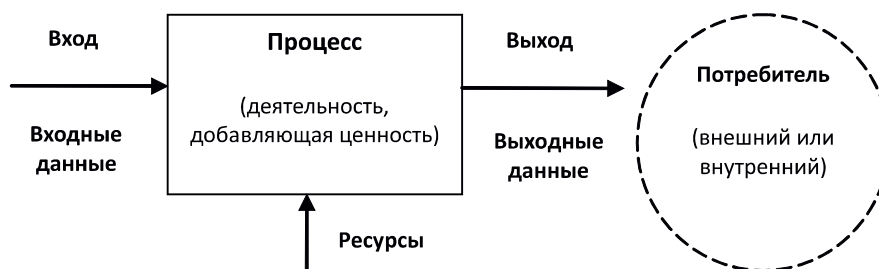 Вход
Процесс
(деятельность,
добавляющая ценность)
Выход
Потребитель
(внешний или
внутренний)
Входные
данные
Выходные
данные
Ресурсы